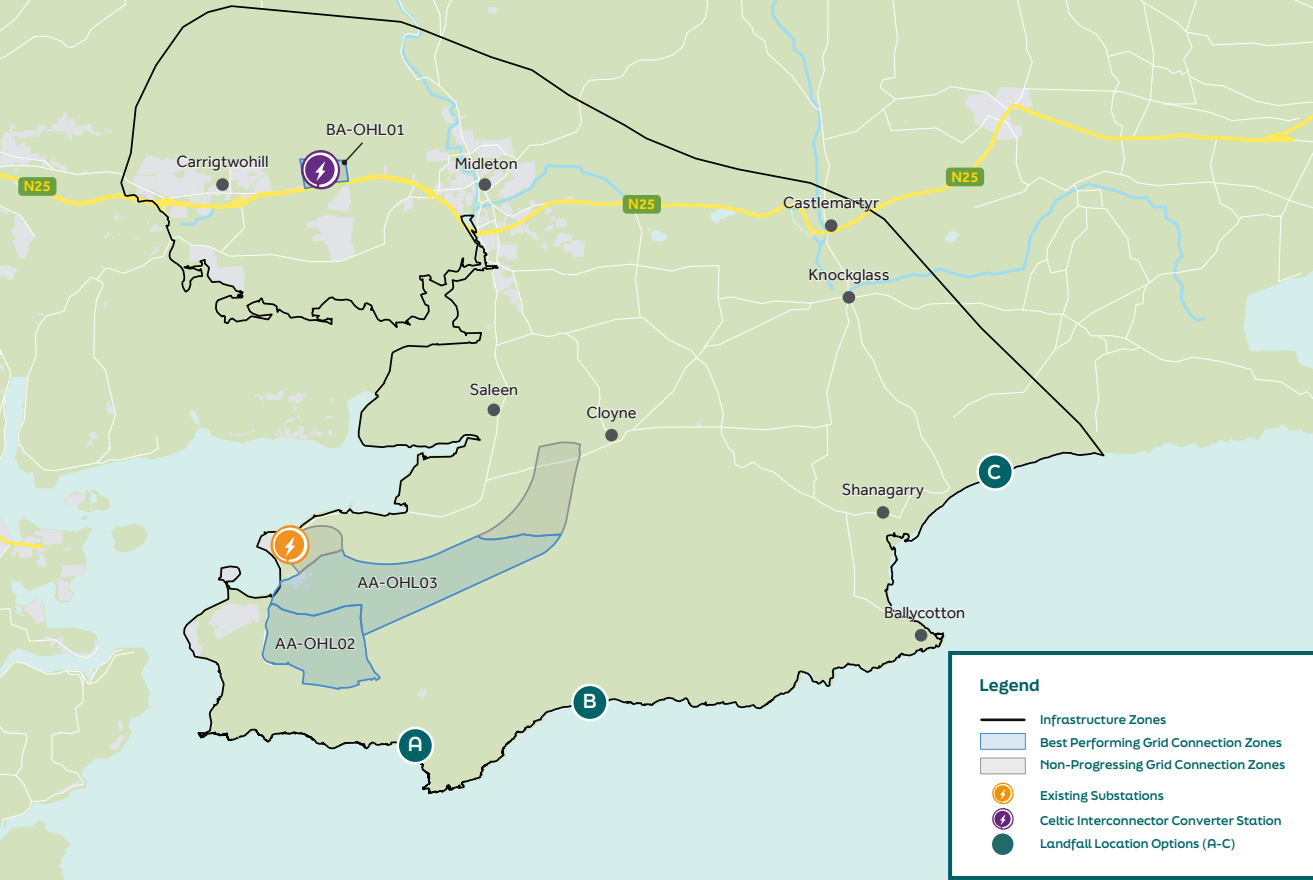 BA-OHL01
Carrigtwohill
Midleton
N25
N25
N25
Castlemartyr
Knockglass
Saleen
Cloyne
C
Shanagarry
AA-OHL03
Ballycotton
AA-OHL02
B
A
Legend
Infrastructure Zones
Best Performing Grid Connection Zones
Non-Progressing Grid Connection Zones
Existing Substations
Celtic Interconnector Converter Station
Landfall Location Options (A-C)